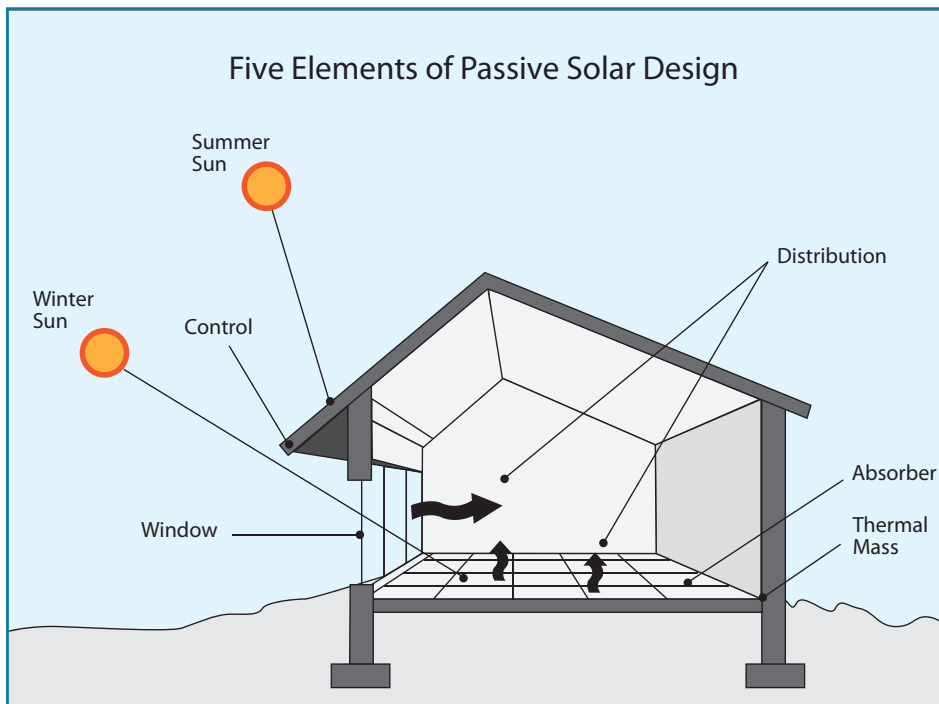 Five Elements of Passive Solar Design
Summer
Sun
Winter
Sun
Control
Distribution
Window
Absorber
Thermal
Mass